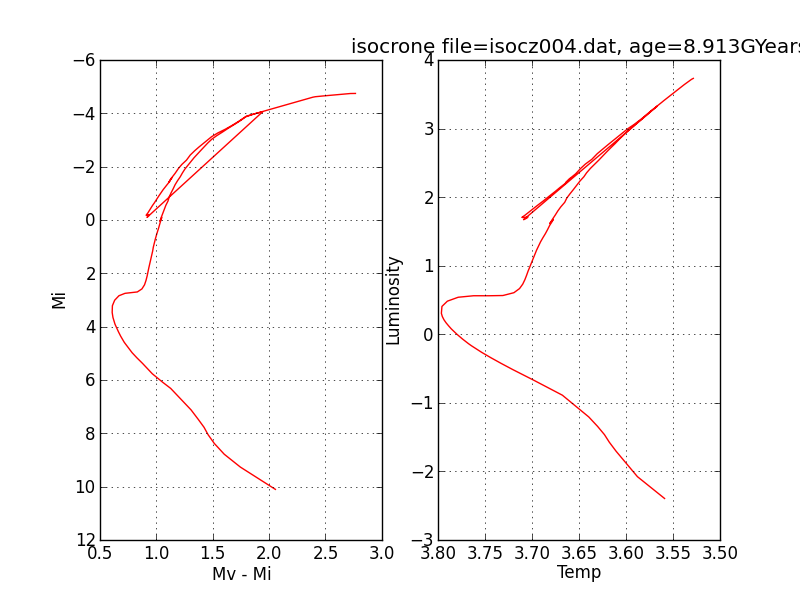 isocrone file=isocz004.dat, age=8.913GYears
−6
−4
−2
0
2
4
6
8
10
12
Mi
0.5 1.0 1.5 2.0 2.5 3.0
Mv - Mi
4
3
2
1
0
−1
−2
−3
Luminosity
3.80 3.75 3.70 3.65 3.60 3.55 3.50
Temp